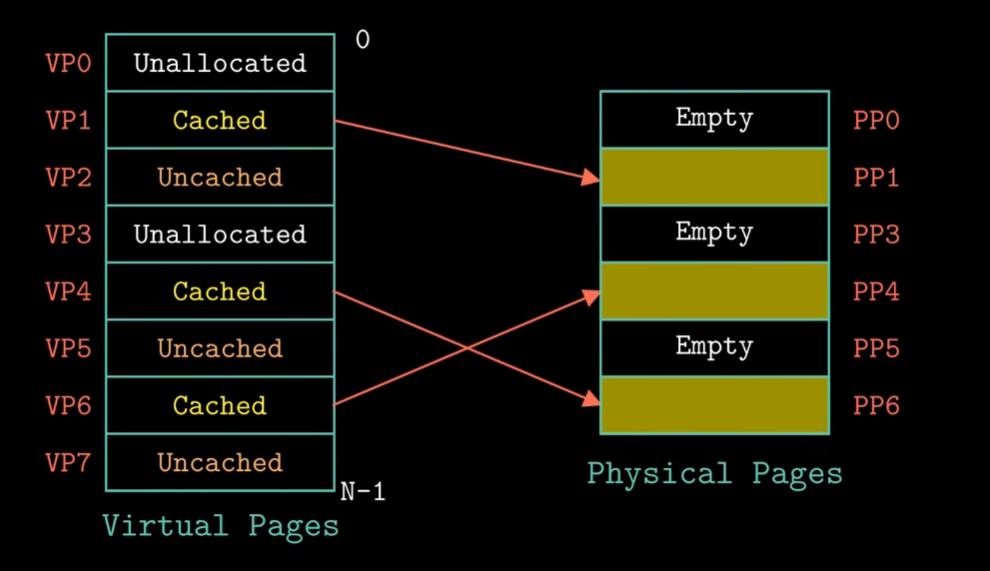 0
VP0 Unallocated
VP1 Cached Empty PP0
VP2 Uncached PP1
VP3 Unallocated Empty PP3
VP4 Cached PP4
VP5 Uncached Empty PP5
VP6 Cached PP6
VP7 Uncached
N-1
Physical Pages
Virtual Pages